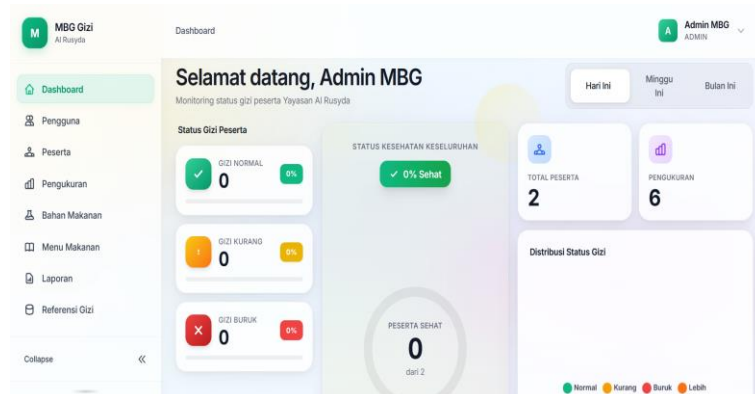 M
MBG Gizi
Al Rusyda
Dashboard
Pengguna
Peserta
Pengukuran
Bahan Makanan
Menu Makanan
Laporan
Referensi Gizi
Collapse
Dashboard
A
Admin MBG
ADMIN
Selamat datang, Admin MBG
Monitoring status gizi peserta Yayasan Al Rusyda
Hari Ini
Minggu
Ini
Bulan Ini
Status Gizi Peserta
GIZI NORMAL
0
0%
GIZI KURANG
0
0%
GIZI BURUK
0
0%
STATUS KESEHATAN KESELURUHAN
0% Sehat
PESERTA SEHAT
0
dari 2
TOTAL PESERTA
2
PENGUKURAN
6
Distribusi Status Gizi
Normal Kurang Buruk Lebih